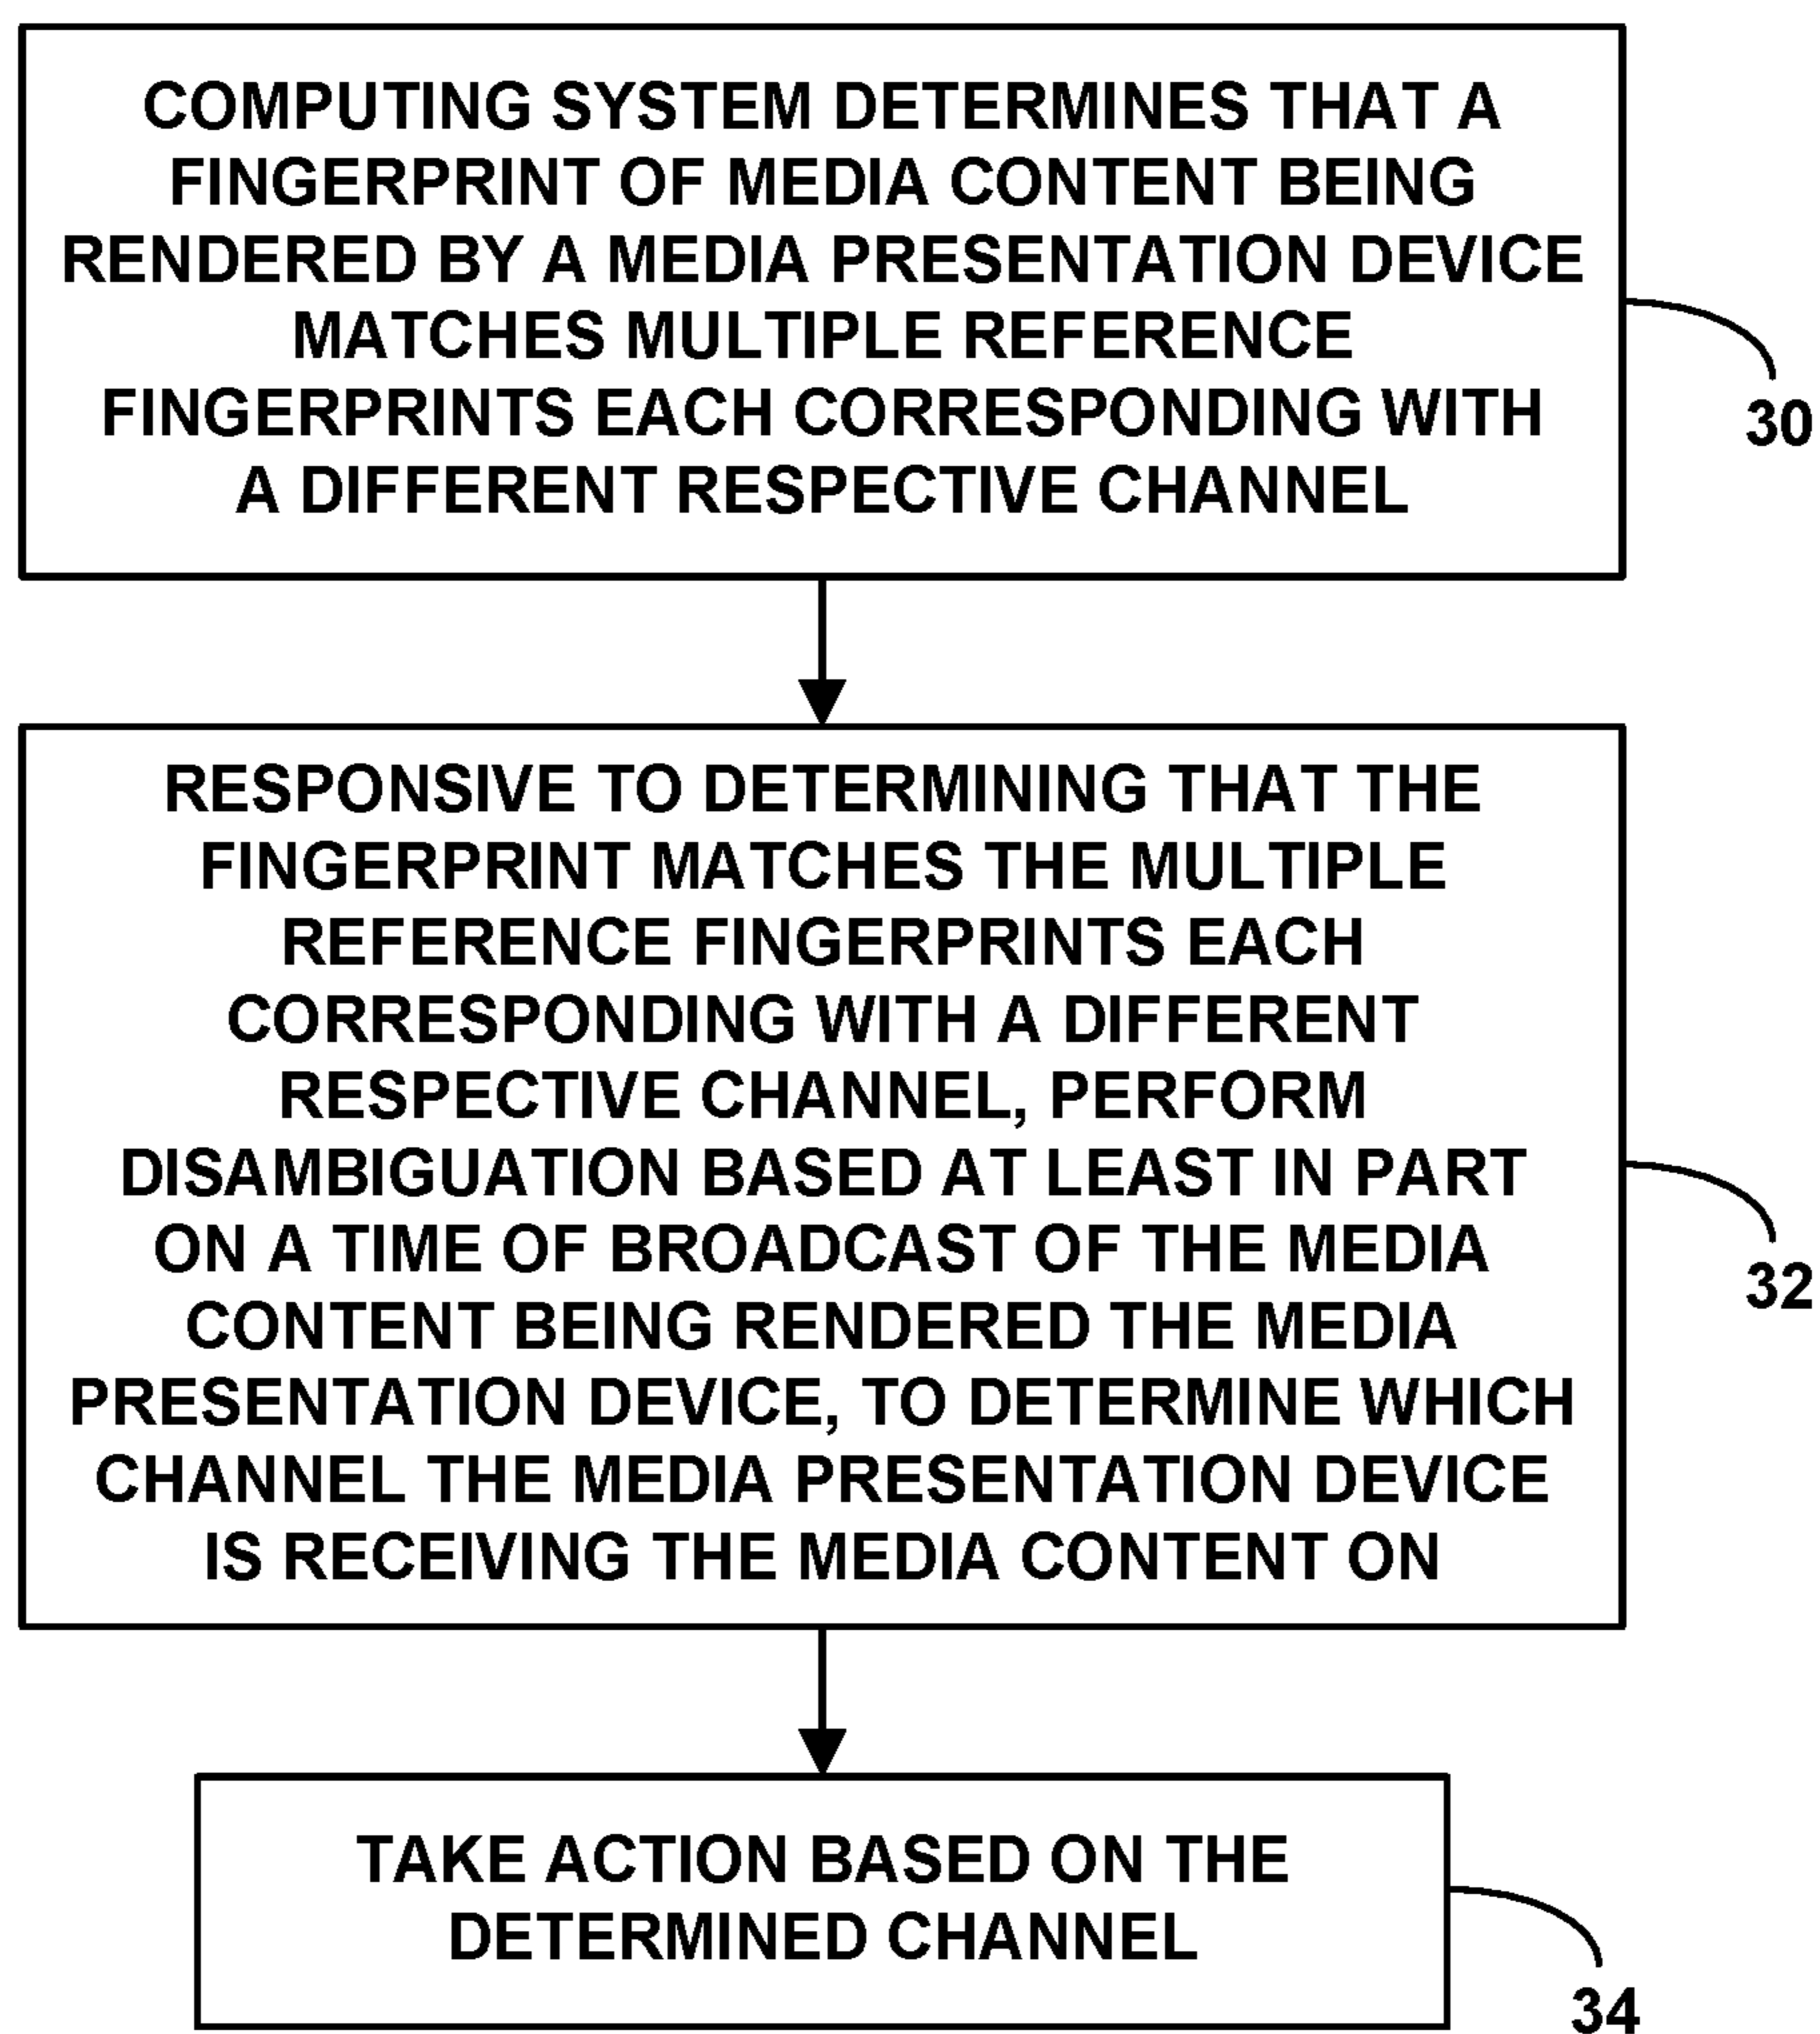 COMPUTING SYSTEM DETERMINES THAT A
FINGERPRINT OF MEDIA CONTENT BEING
RENDERED BY A MEDIA PRESENTATION DEVICE
MATCHES MULTIPLE REFERENCE
FINGERPRINTS EACH CORRESPONDING WITH
A DIFFERENT RESPECTIVE CHANNEL
30
RESPONSIVE TO DETERMINING THAT THE
FINGERPRINT MATCHES THE MULTIPLE
REFERENCE FINGERPRINTS EACH
CORRESPONDING WITH A DIFFERENT
RESPECTIVE CHANNEL, PERFORM
DISAMBIGUATION BASED AT LEAST IN PART
ON A TIME OF BROADCAST OF THE MEDIA
CONTENT BEING RENDERED THE MEDIA
PRESENTATION DEVICE, TO DETERMINE WHICH
CHANNEL THE MEDIA PRESENTATION DEVICE
IS RECEIVING THE MEDIA CONTENT ON
32
TAKE ACTION BASED ON THE
DETERMINED CHANNEL
34